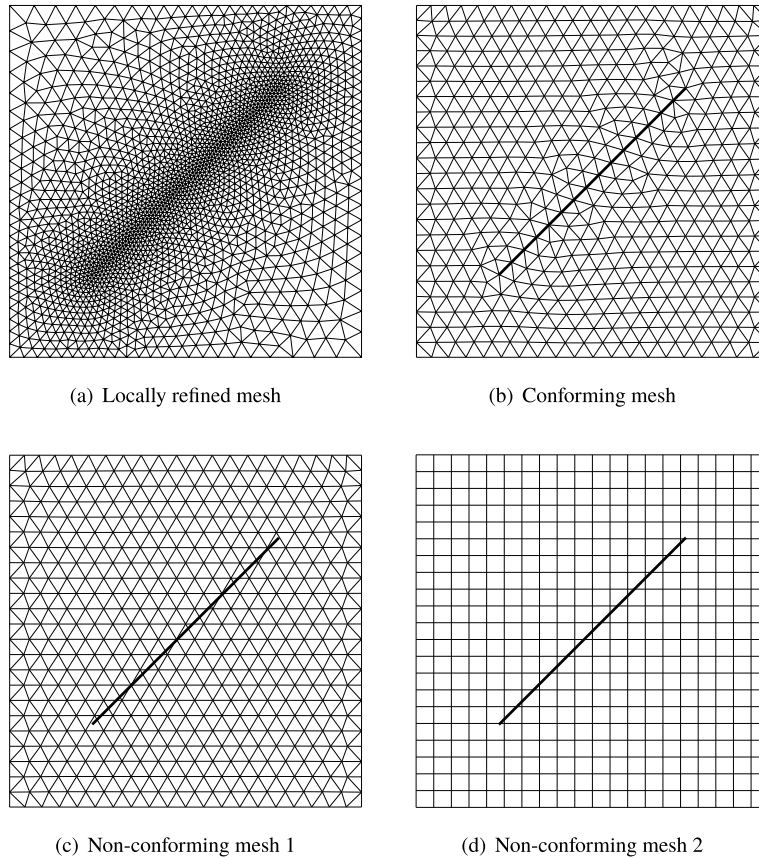 (a) Locally refined mesh
(b) Conforming mesh
(c) Non-conforming mesh 1
(d) Non-conforming mesh 2